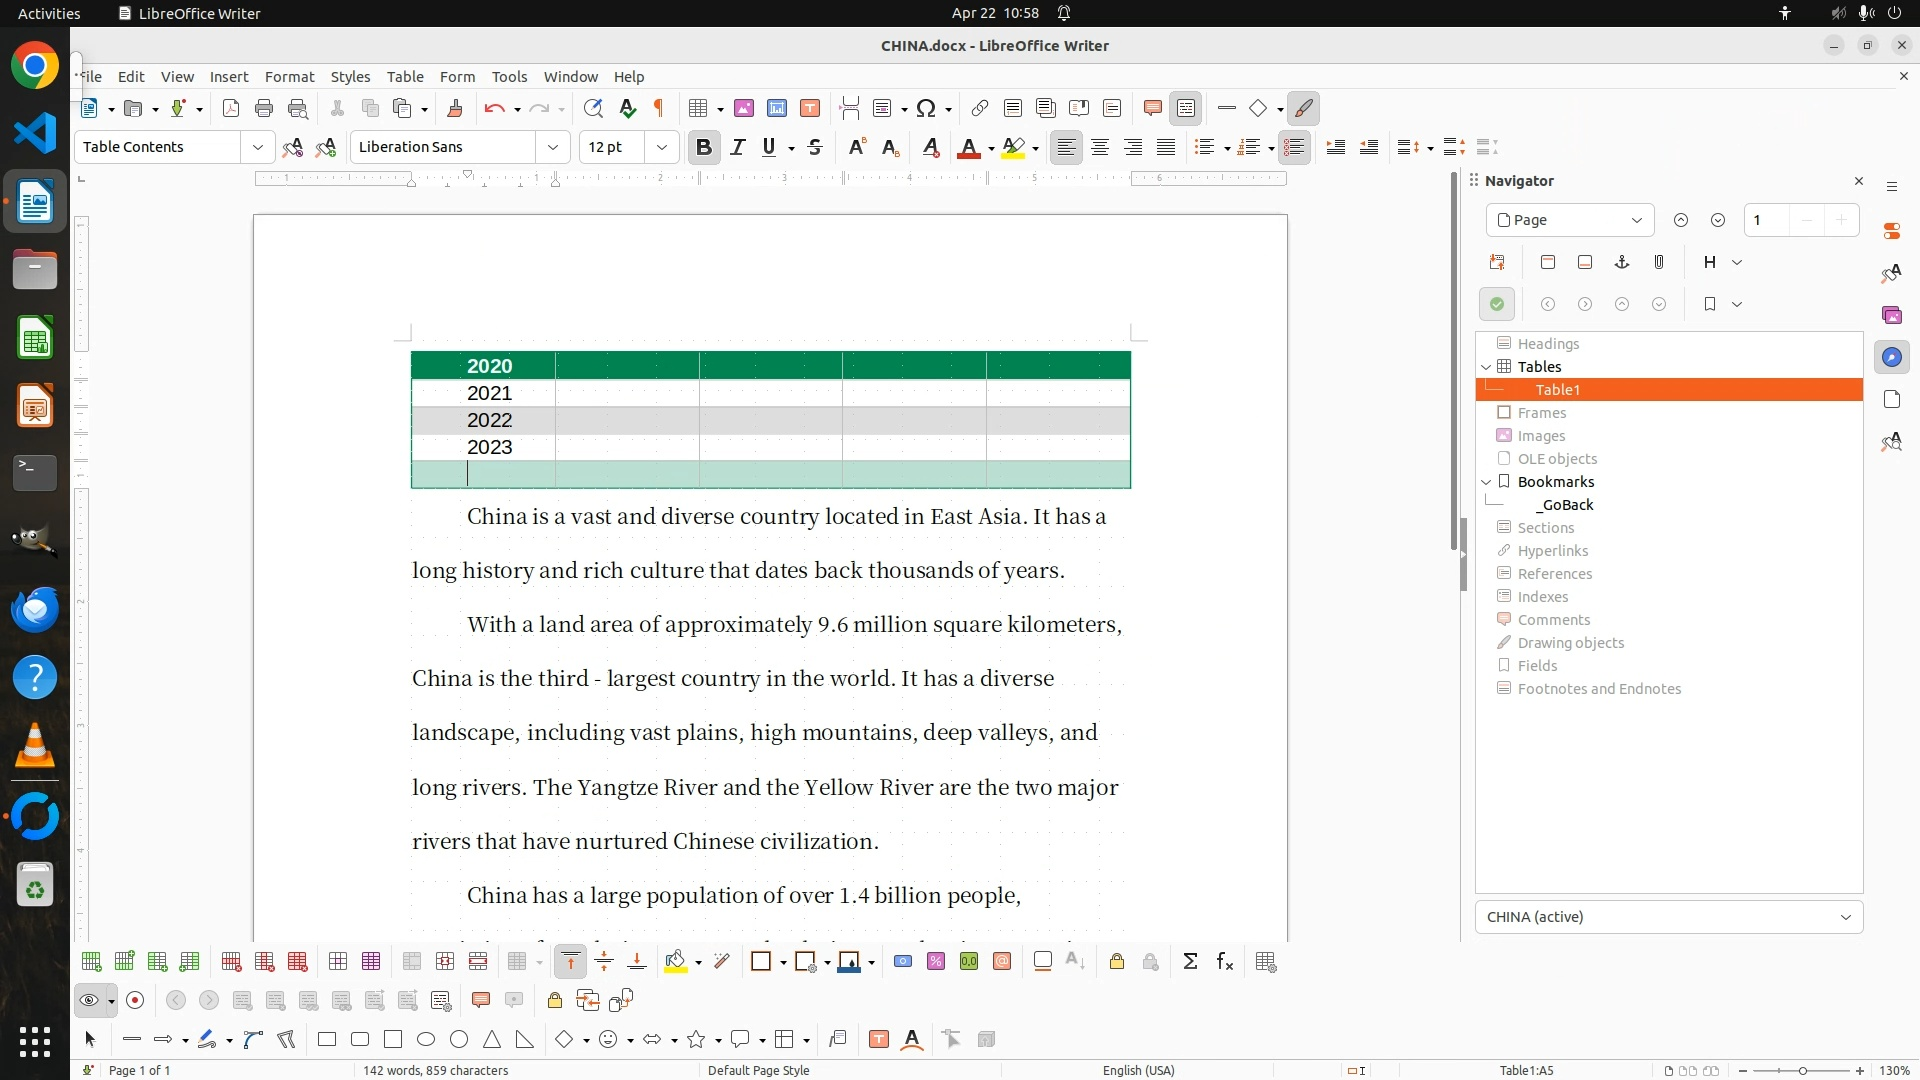 Activities
LibreOffice Writer
Apr 22 10:58
CHINA.docx - LibreOffice Writer
File Edit View Insert Format Styles Table Form Tools Window Help
Table Contents
Liberation Sans
12 pt
Navigator
Page
1
Headings
Tables
Table1
Frames
Images
OLE objects
Bookmarks
_GoBack
Sections
Hyperlinks
References
Indexes
Comments
Drawing objects
Fields
Footnotes and Endnotes
CHINA (active)
2020
2021
2022
2023
China is a vast and diverse country located in East Asia. It has a
long history and rich culture that dates back thousands of years.
With a land area of approximately 9.6 million square kilometers,
China is the third - largest country in the world. It has a diverse
landscape, including vast plains, high mountains, deep valleys, and
long rivers. The Yangtze River and the Yellow River are the two major
rivers that have nurtured Chinese civilization.
China has a large population of over 1.4 billion people,
Page 1 of 1
142 words, 859 characters
Default Page Style
English (USA)
Table1:A5
130%